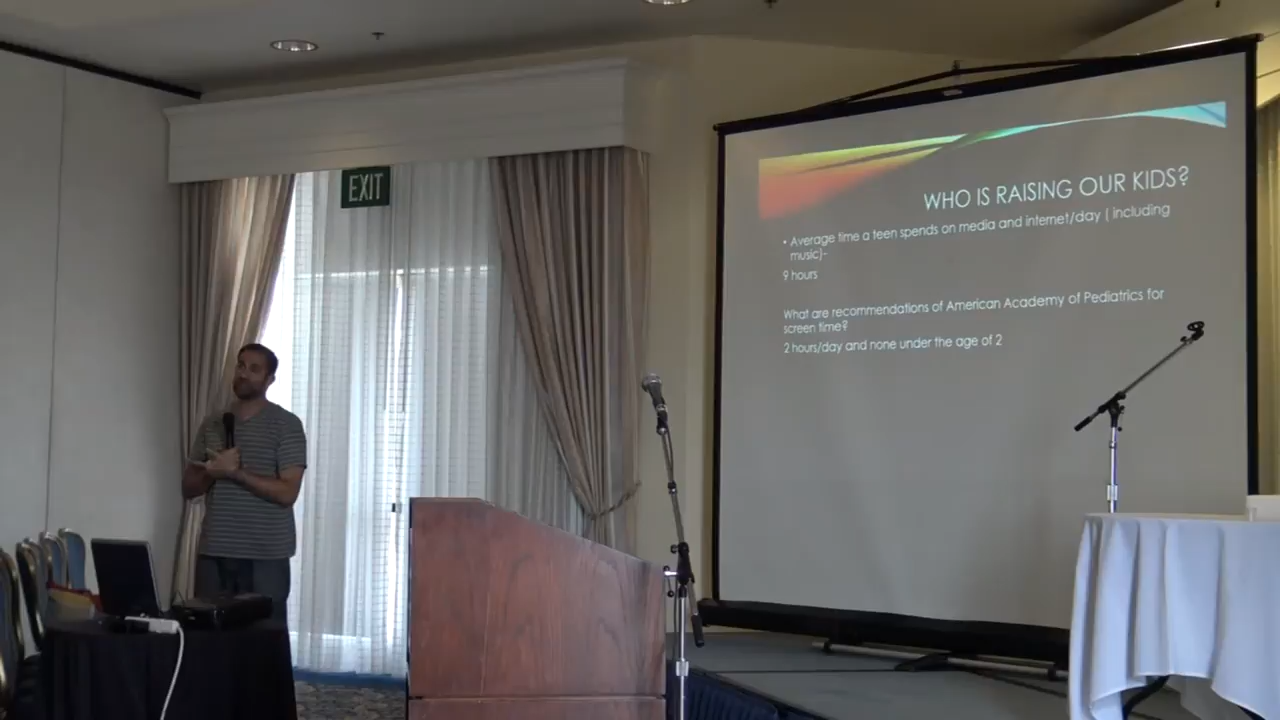 EXIT
WHO IS RAISING OUR KIDS?
• Average time a teen spends on media and internet/day ( including
music)-
9 hours
What are recommendations of American Academy of Pediatrics for
screen time?
2 hours/day and none under the age of 2